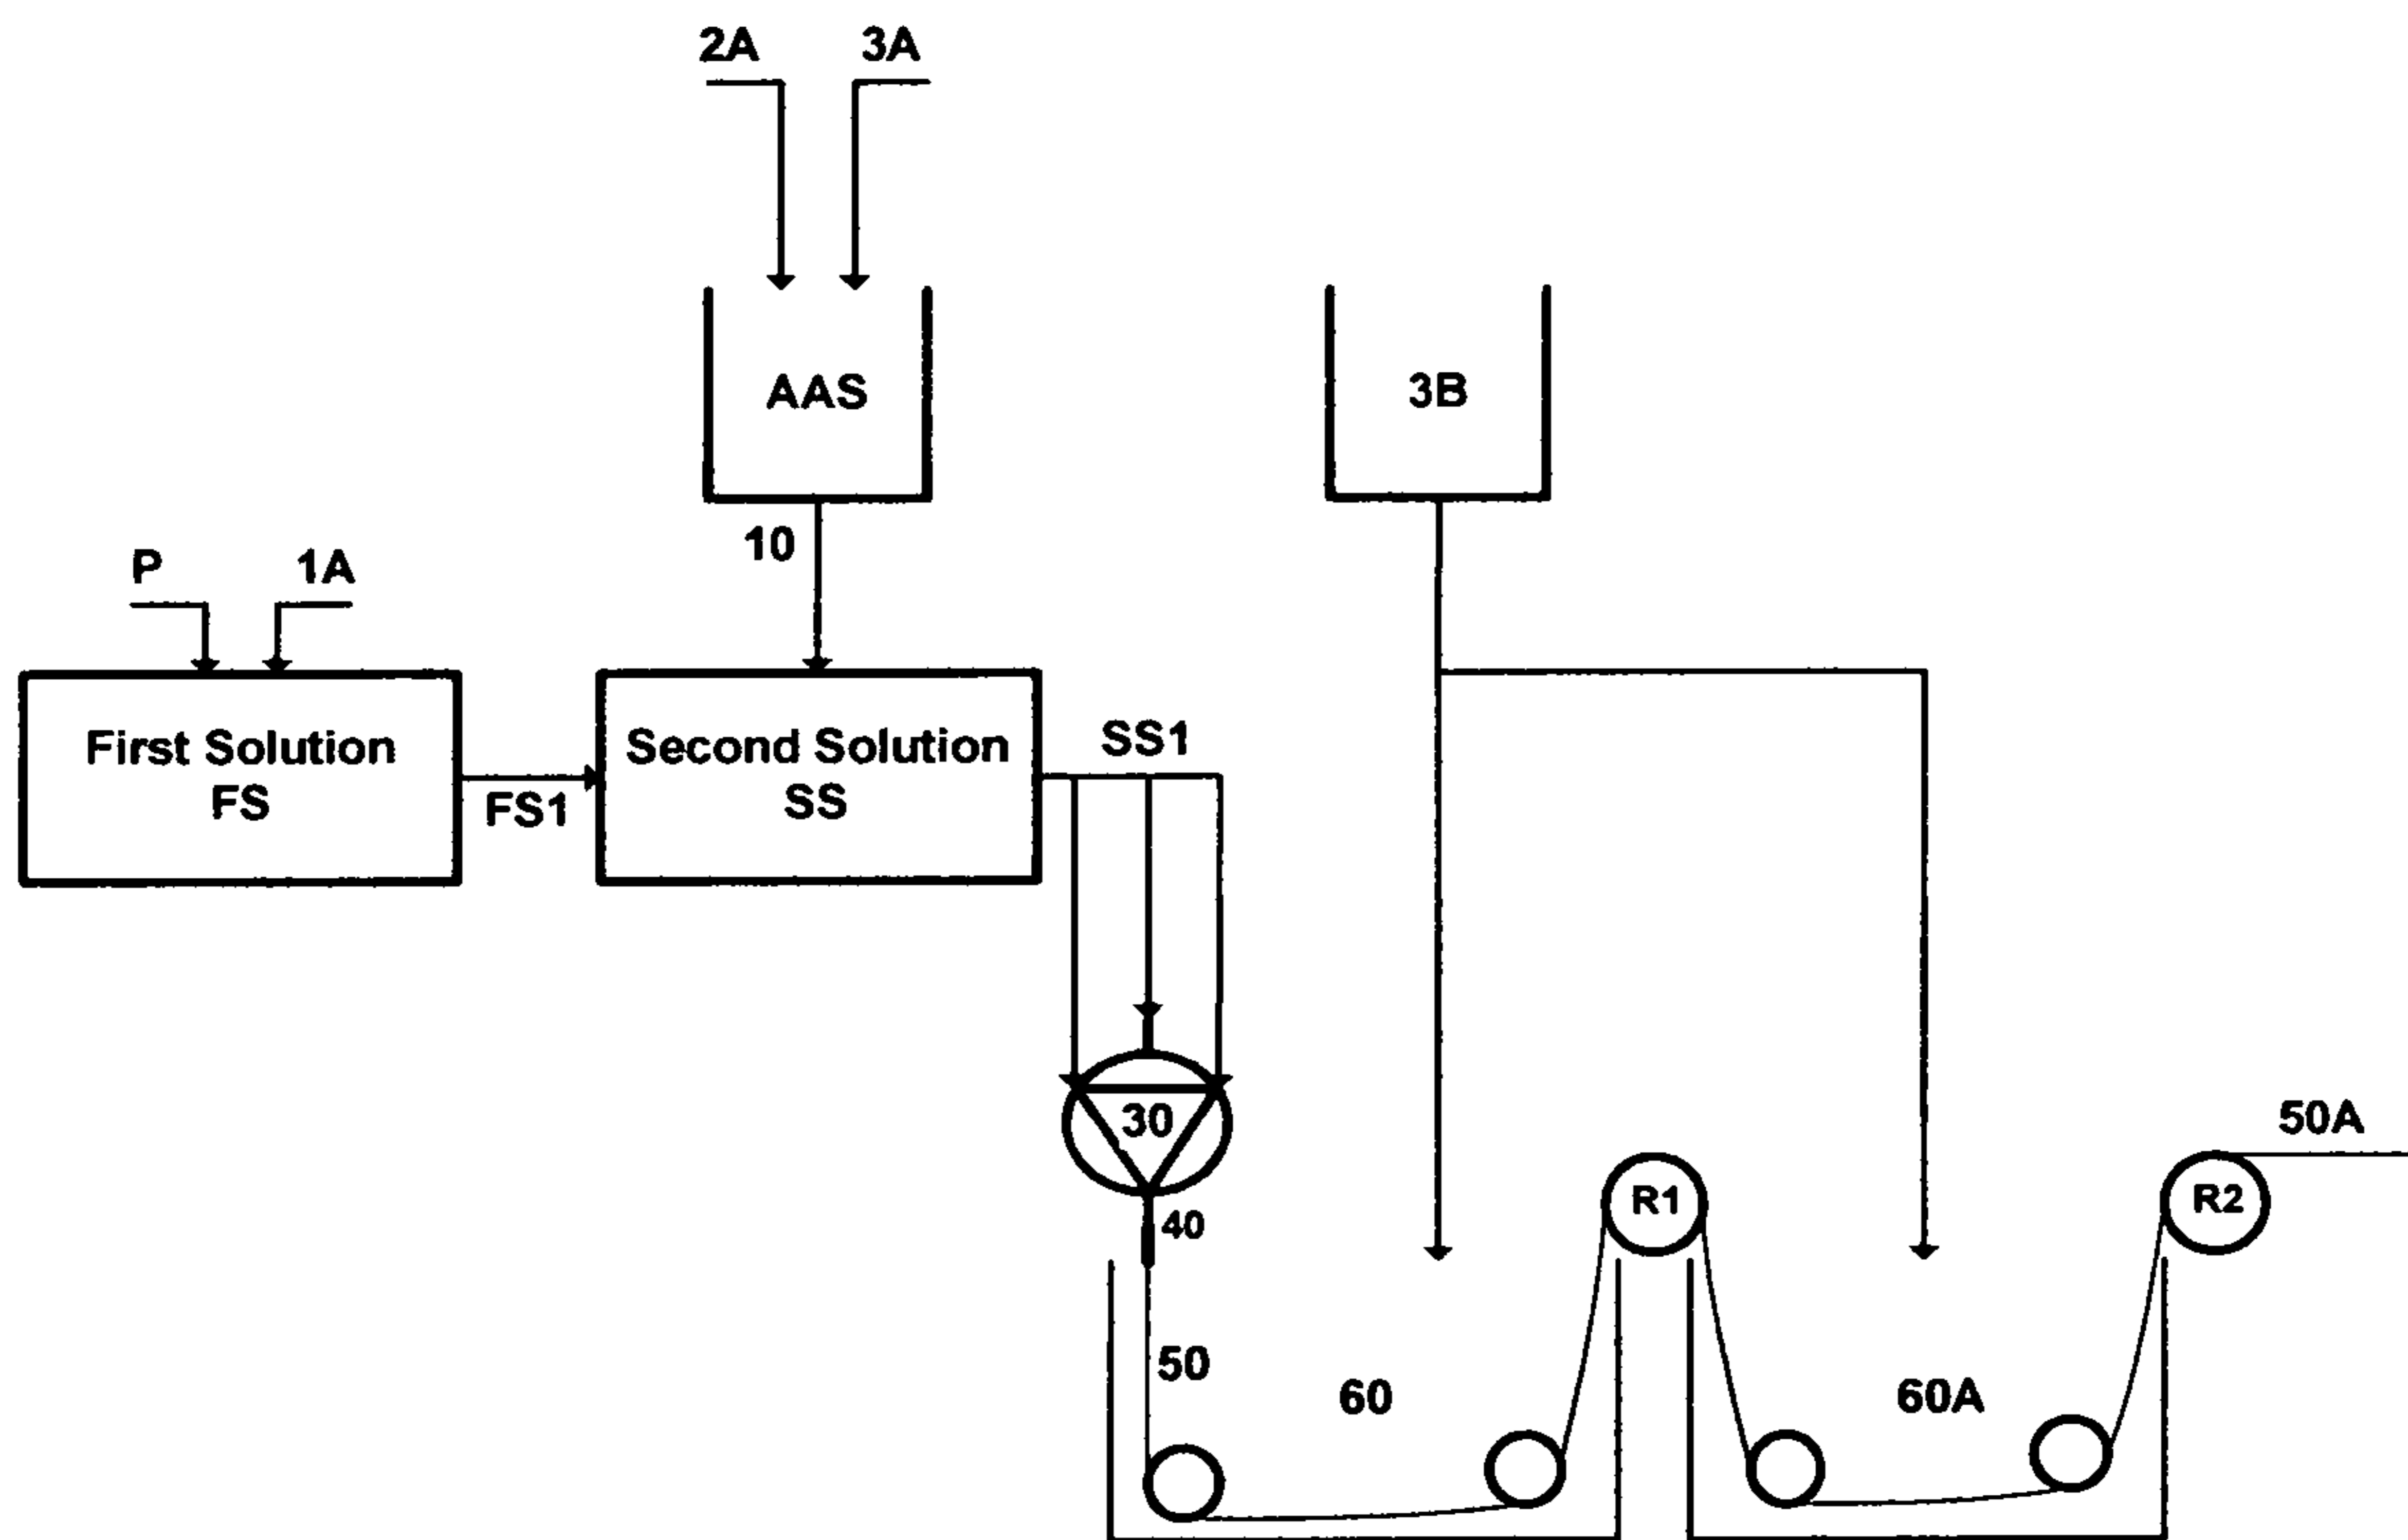 2A
3A
AAS
3B
10
P
1A
First Solution
FS
FS1
Second Solution
SS
SS1
30
40
50
60
R1
60A
R2
50A